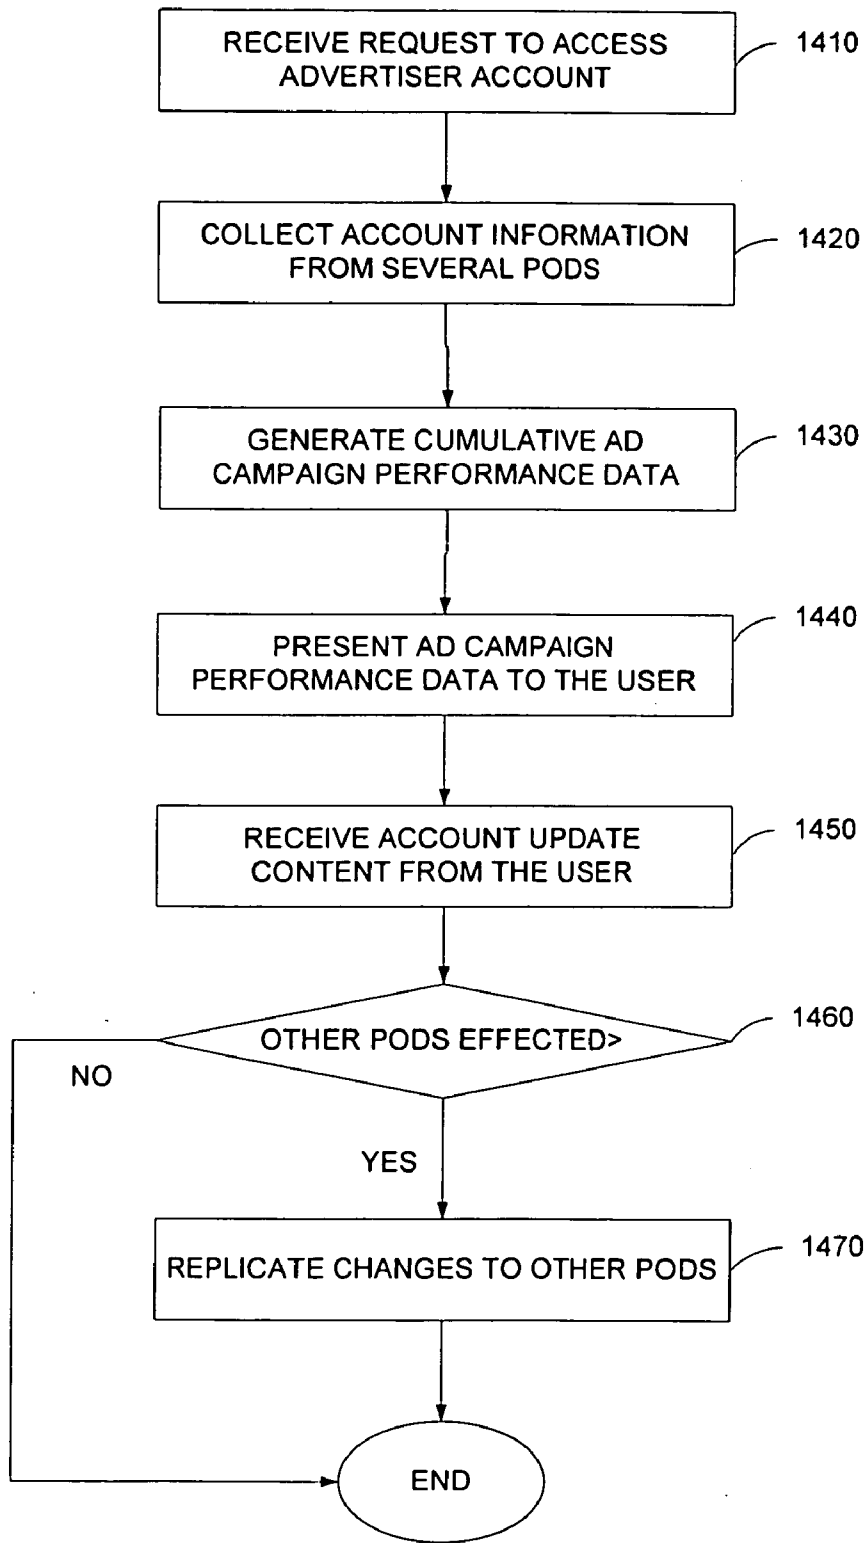 RECEIVE REQUEST TO ACCESS
ADVERTISER ACCOUNT
1410
COLLECT ACCOUNT INFORMATION
FROM SEVERAL PODS
1420
GENERATE CUMULATIVE AD
CAMPAIGN PERFORMANCE DATA
1430
PRESENT AD CAMPAIGN
PERFORMANCE DATA TO THE USER
1440
RECEIVE ACCOUNT UPDATE
CONTENT FROM THE USER
1450
OTHER PODS EFFECTED>
1460
NO
YES
REPLICATE CHANGES TO OTHER PODS
1470
END